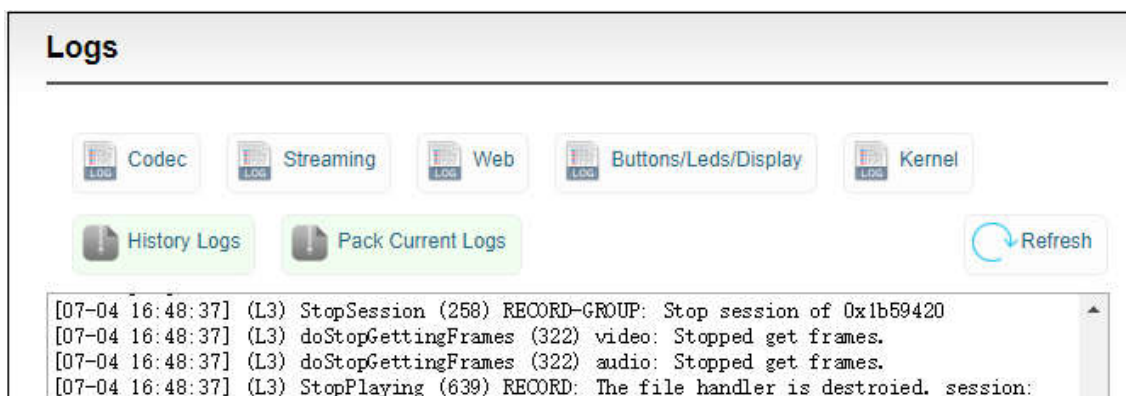 Logs
Codec Streaming Web Buttons/Leds/Display Kernel
History Logs Pack Current Logs Refresh
[07-04 16:48:37] (L3) StopSession (258) RECORD-GROUP: Stop session of 0x1b59420
[07-04 16:48:37] (L3) doStopGettingFrames (322) video: Stopped get frames.
[07-04 16:48:37] (L3) doStopGettingFrames (322) audio: Stopped get frames.
[07-04 16:48:37] (L3) StopPlaying (639) RECORD: The file handler is destroied. session: